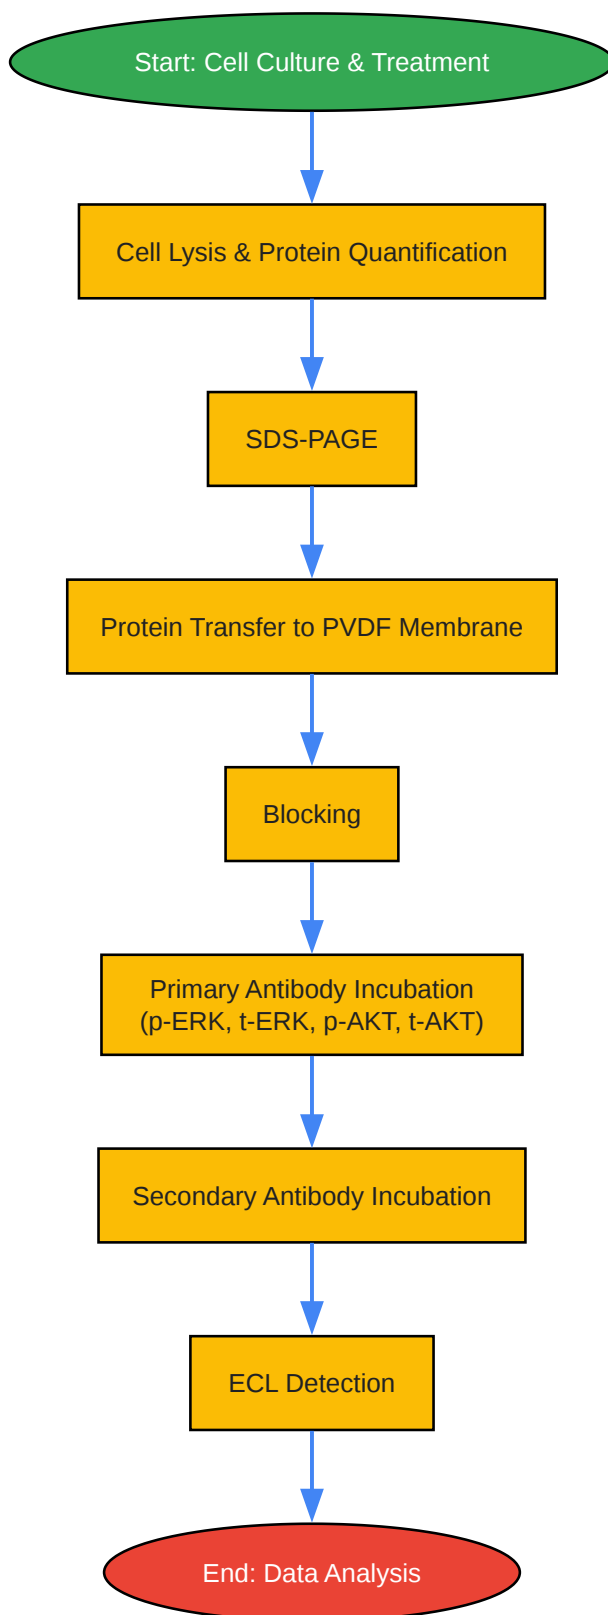 Start: Cell Culture & Treatment
Cell Lysis & Protein Quantification
SDS-PAGE
Protein Transfer to PVDF Membrane
Blocking
Primary Antibody Incubation
(p-ERK, t-ERK, p-AKT, t-AKT)
Secondary Antibody Incubation
ECL Detection
End: Data Analysis